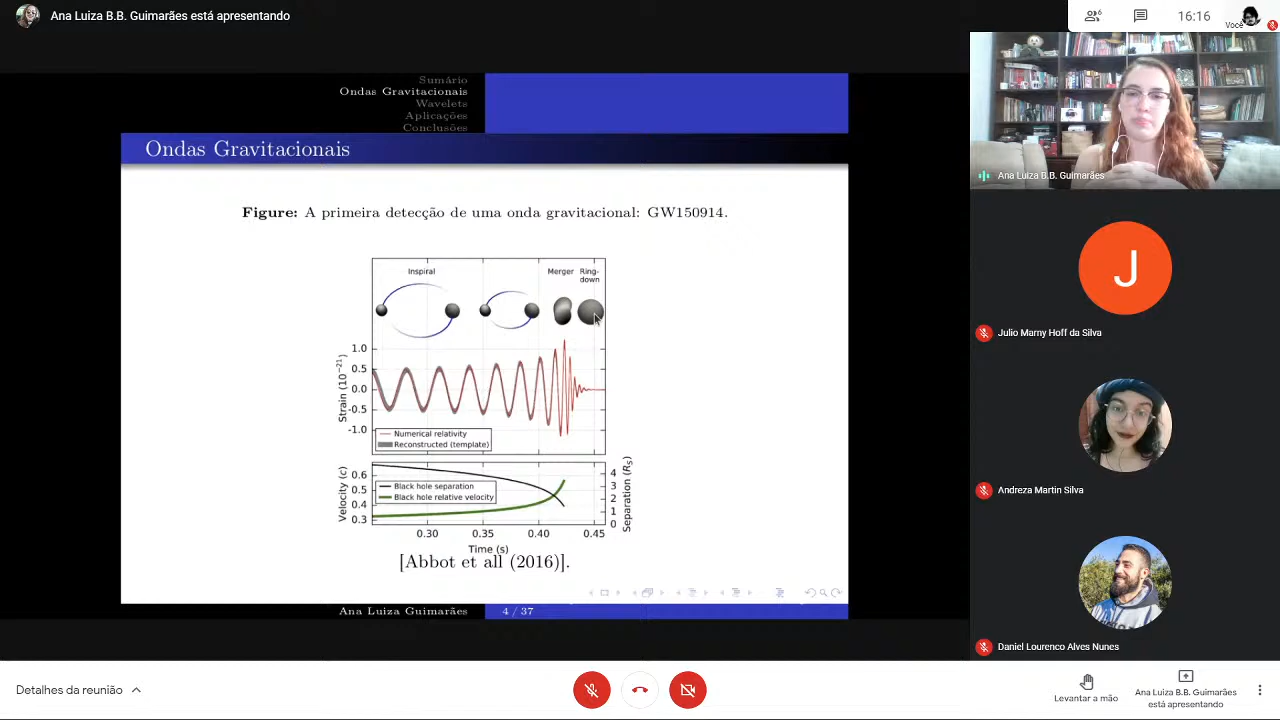 Ana Luiza B.B. Guimarães está apresentando
6
16:16
Você
Sumário
Ondas Gravitacionais
Wavelets
Aplicações
Conclusões
Ondas Gravitacionais
Figure: A primeira detecção de uma onda gravitacional: GW150914.
Inspiral
Merger
Ring-
down
Strain (10⁻²¹)
1.0
0.5
0.0
-0.5
-1.0
Numerical relativity
Reconstructed (template)
Velocity (c)
0.6
0.5
0.4
0.3
Black hole separation
Black hole relative velocity
4
3
2
1
0
Separation (R_S)
0.30
0.35
0.40
0.45
Time (s)
[Abbot et all (2016)].
Ana Luiza Guimarães
4 / 37
Ana Luiza B.B. Guimarães
J
Julio Marny Hoff da Silva
Andreza Martin Silva
Daniel Lourenco Alves Nunes
Detalhes da reunião
Levantar a mão
Ana Luiza B.B. Guimarães
está apresentando